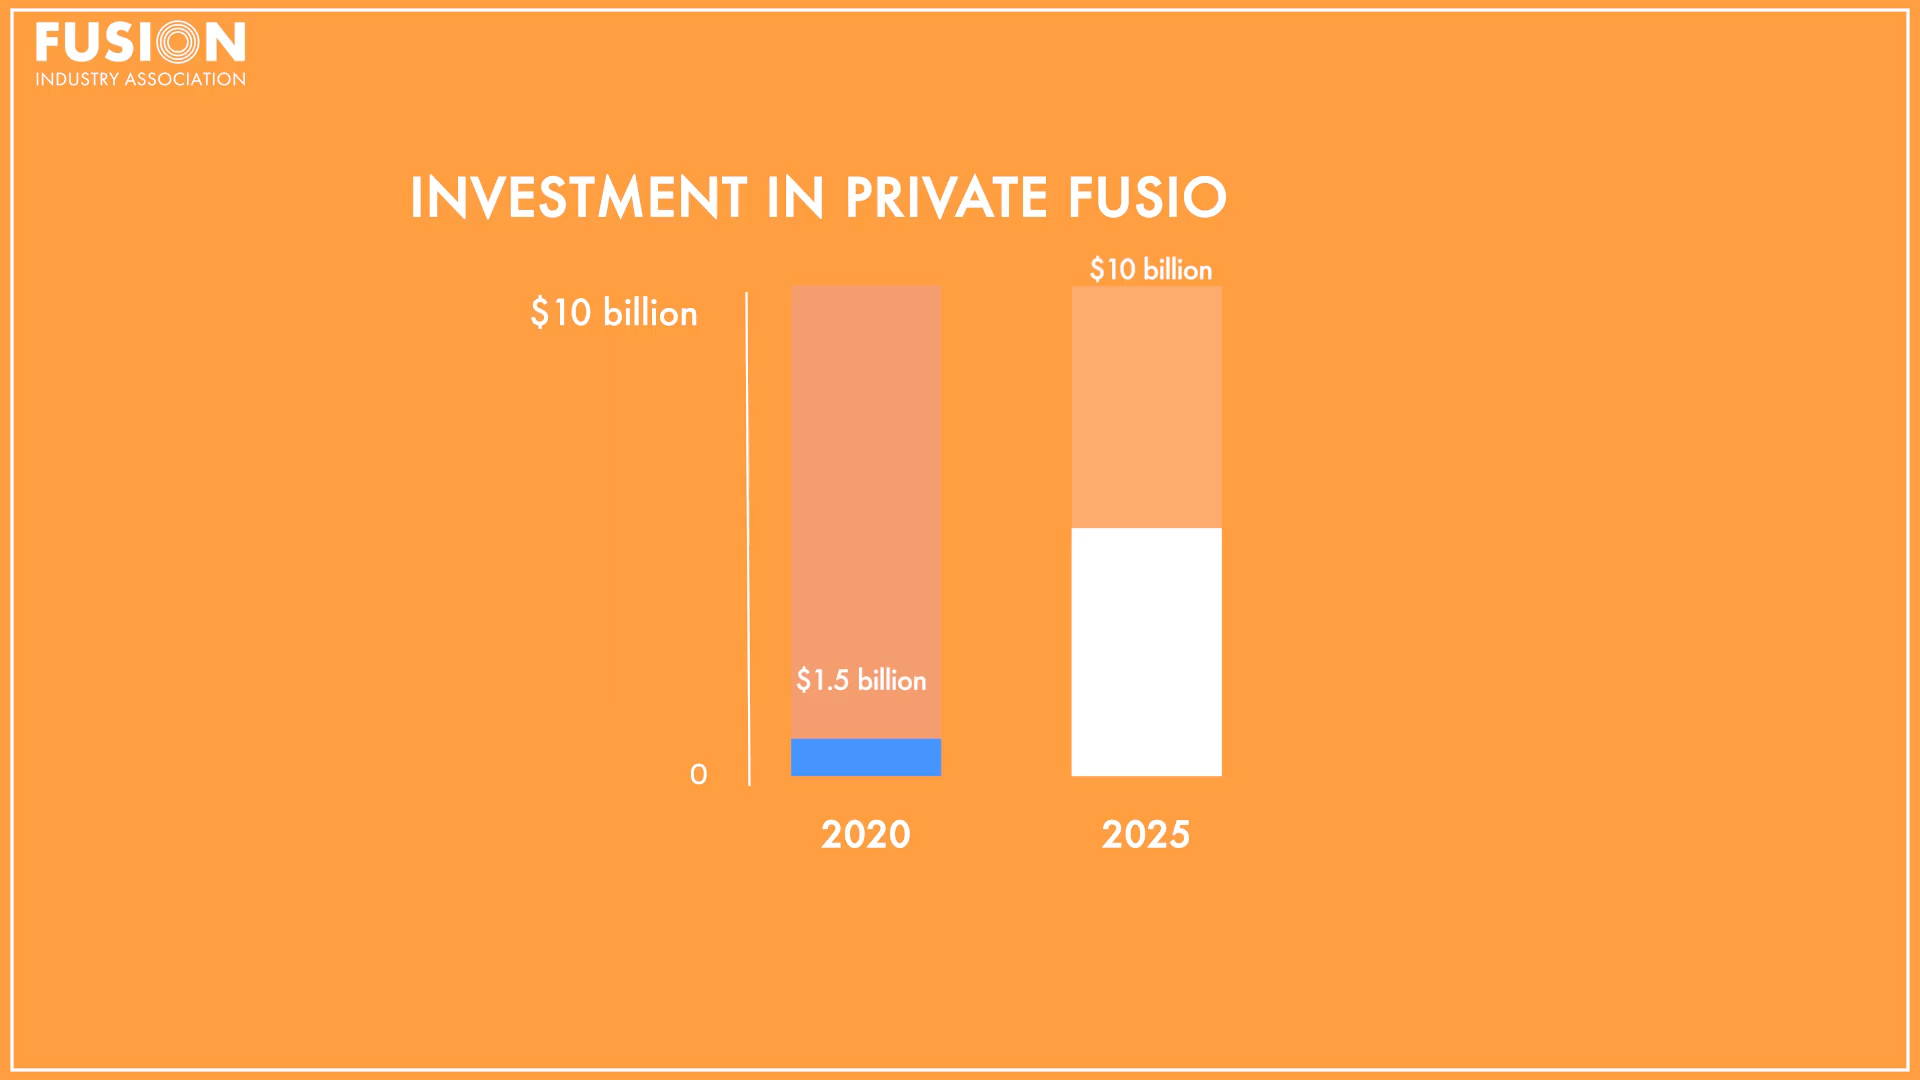 FUSION
INDUSTRY ASSOCIATION
INVESTMENT IN PRIVATE FUSIO
$10 billion
$10 billion
$1.5 billion
0
2020
2025